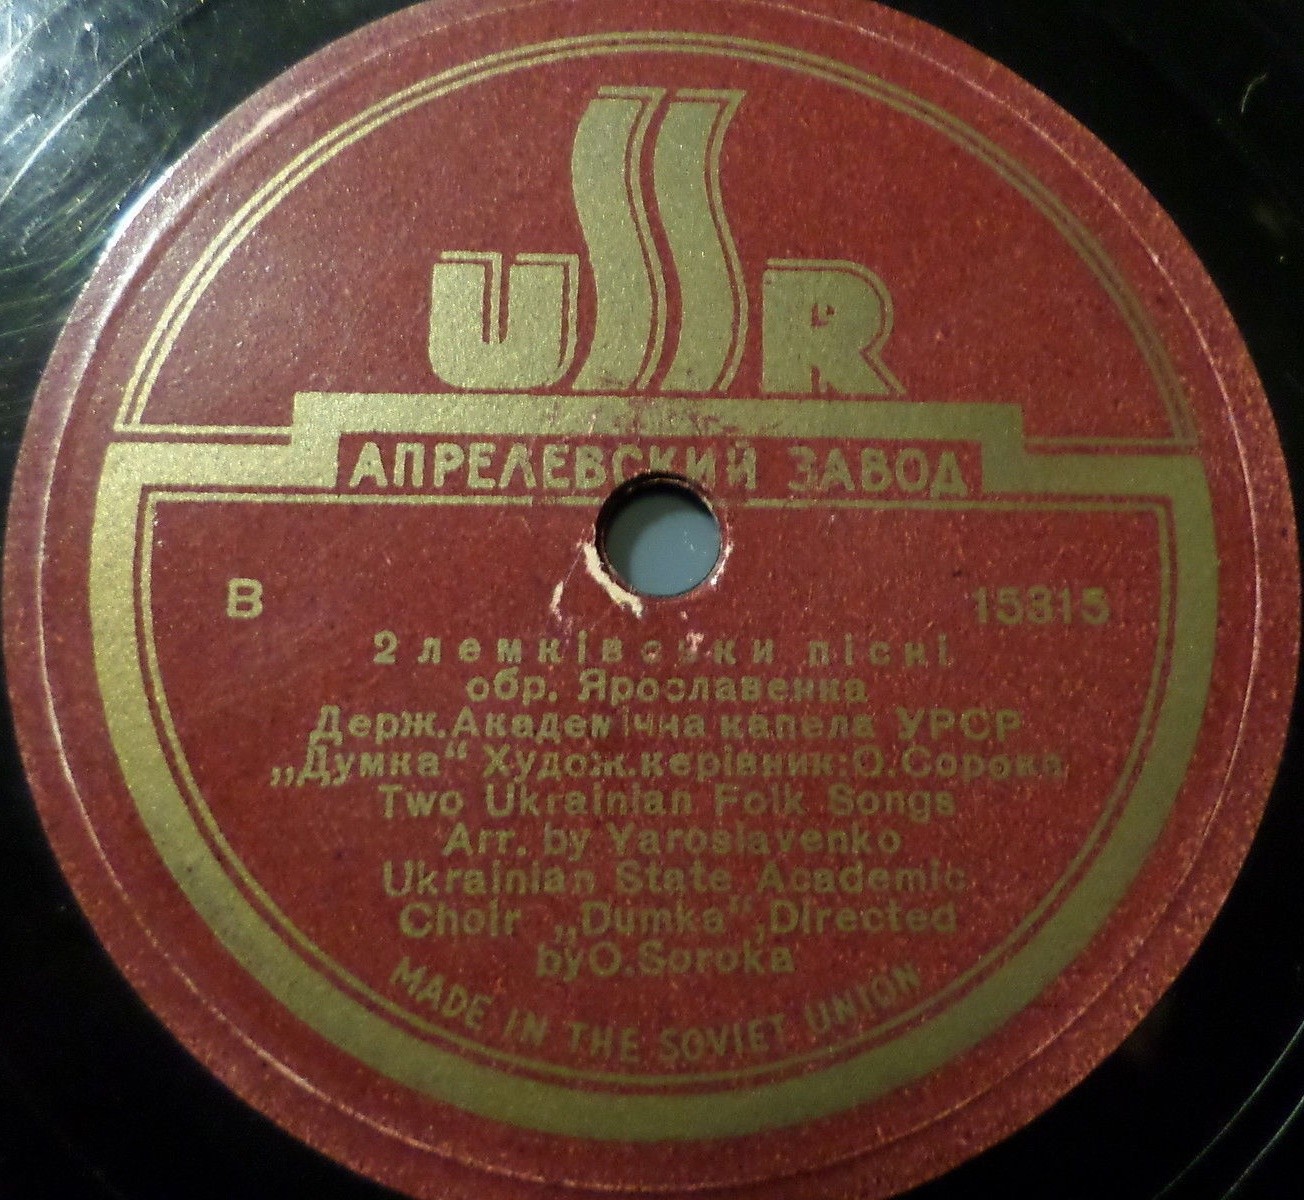 USSR
АПРЕЛЕВСКИЙ ЗАВОД
В 15315
2 лемківськи пісні
обр. Ярославенка
Держ. Академічна капела УРСР
„Думка“ Худож. керівник: О. Сорока
Two Ukrainian Folk Songs
Arr. by Yaroslavenko
Ukrainian State Academic
Choir „Dumka“, Directed
by O. Soroka
MADE IN THE SOVIET UNION